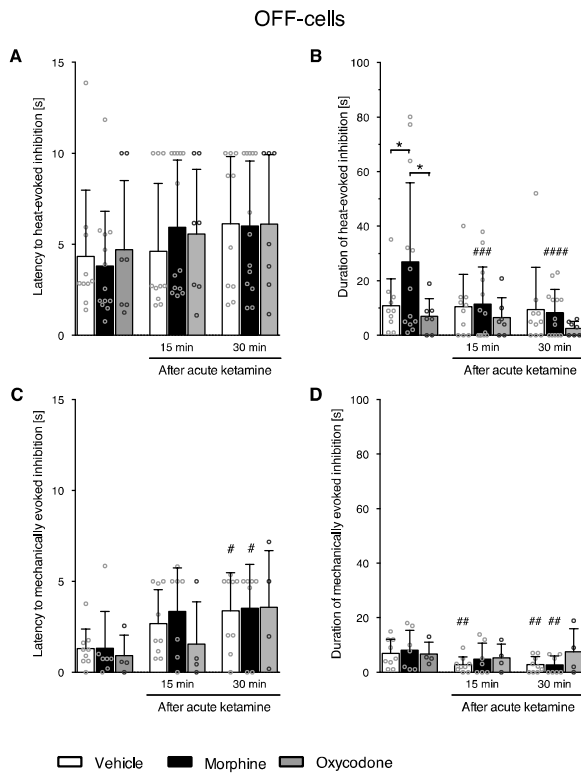 OFF-cells
A
B
Latency to heat-evoked inhibition [s]
15
10
5
0
15 min
30 min
After acute ketamine
Duration of heat-evoked inhibition [s]
100
80
60
40
20
0
*
*
###
####
15 min
30 min
After acute ketamine
C
D
Latency to mechanically evoked inhibition [s]
15
10
5
0
#
#
15 min
30 min
After acute ketamine
Duration of mechanically evoked inhibition [s]
100
80
60
40
20
0
##
##
##
15 min
30 min
After acute ketamine
Vehicle
Morphine
Oxycodone